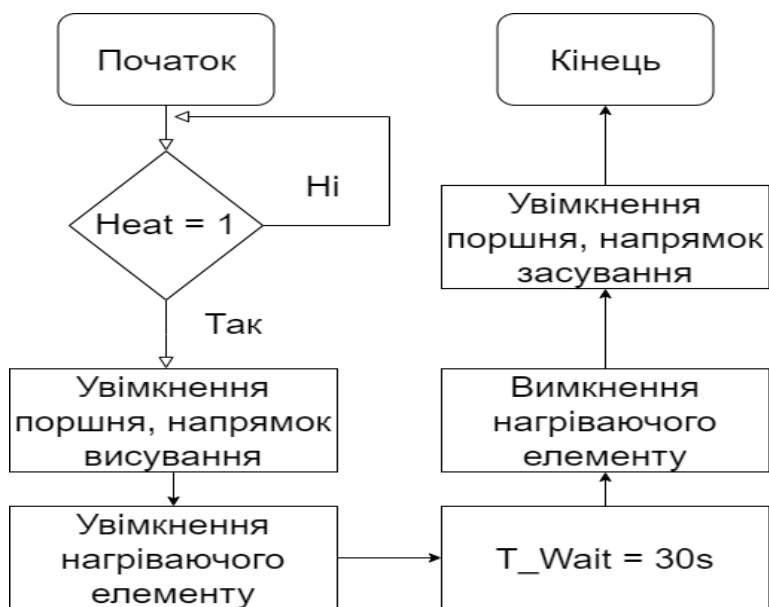 Початок
Heat = 1
Ні
Так
Увімкнення
поршня, напрямок
висування
Увімкнення
нагріваючого
елементу
T_Wait = 30s
Вимкнення
нагріваючого
елементу
Увімкнення
поршня, напрямок
засування
Кінець